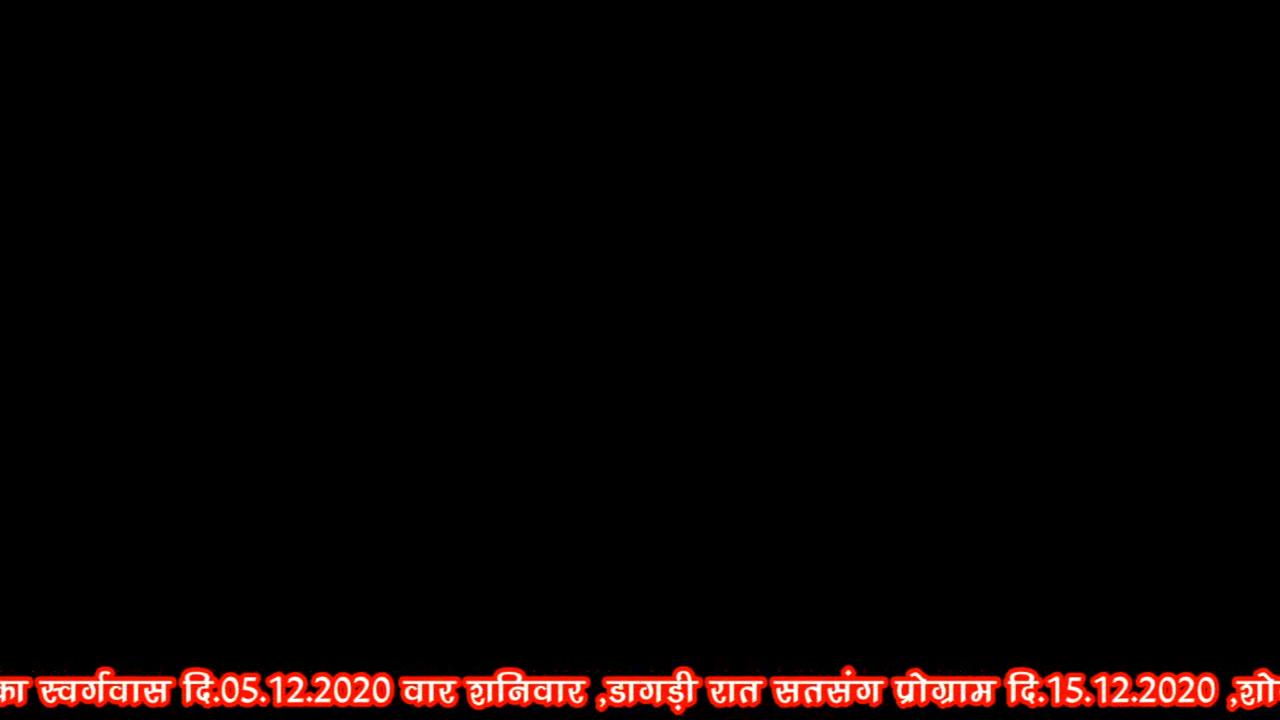 का स्वर्गवास दि.05.12.2020 वार शनिवार ,डागड़ी रात सतसंग प्रोग्राम दि.15.12.2020 ,शो